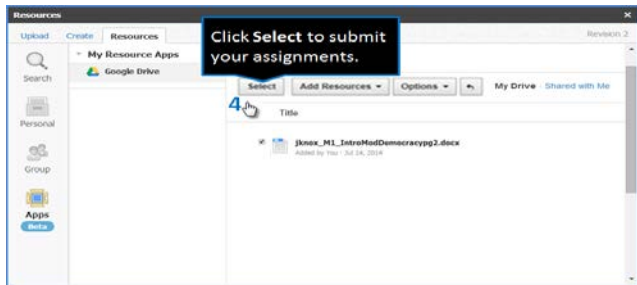 Resources
Upload Create Resources
Revision 2
Click Select to submit
your assignments.
My Resource Apps
Google Drive
Search
Personal
Group
Apps
Beta
Select Add Resources Options My Drive Shared with Me
4
Title
jknox_M1_IntroModDemocracypg2.docx
Added by You · Jul 14, 2014